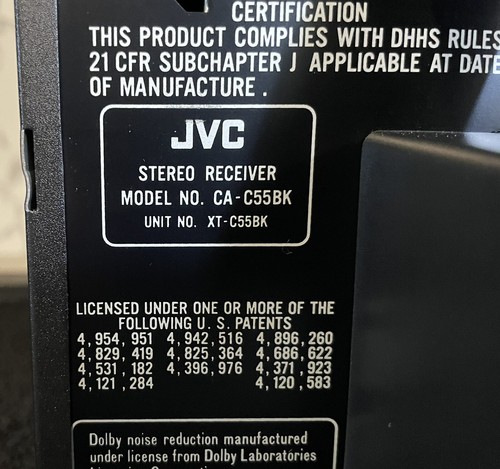 CERTIFICATION
THIS PRODUCT COMPLIES WITH DHHS RULES
21 CFR SUBCHAPTER J APPLICABLE AT DATE
OF MANUFACTURE.
JVC
STEREO RECEIVER
MODEL NO. CA-C55BK
UNIT NO. XT-C55BK
LICENSED UNDER ONE OR MORE OF THE
FOLLOWING U. S. PATENTS
4,954,951 4,942,516 4,896,260
4,829,419 4,825,364 4,686,622
4,531,182 4,396,976 4,371,923
4,121,284 4,120,583
Dolby noise reduction manufactured
under license from Dolby Laboratories